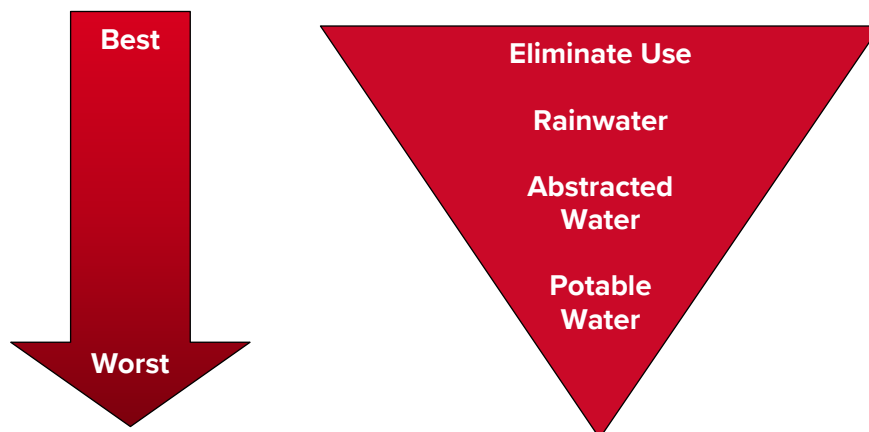 Best
Eliminate Use
Rainwater
Abstracted
Water
Potable
Water
Worst